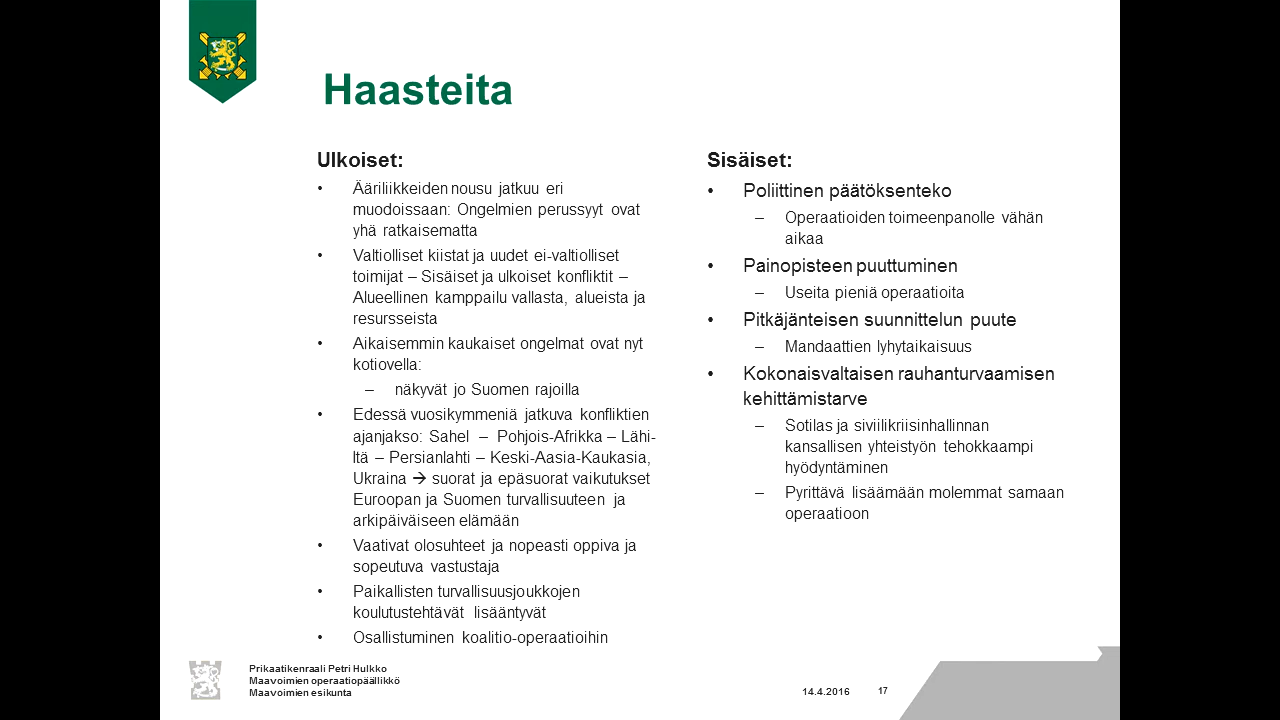 Haasteita
Ulkoiset:
• Ääriliikkeiden nousu jatkuu eri
muodoissaan: Ongelmien perussyyt ovat
yhä ratkaisematta
• Valtiolliset kiistat ja uudet ei-valtiolliset
toimijat – Sisäiset ja ulkoiset konfliktit –
Alueellinen kamppailu vallasta, alueista ja
resursseista
• Aikaisemmin kaukaiset ongelmat ovat nyt
kotiovella:
– näkyvät jo Suomen rajoilla
• Edessä vuosikymmeniä jatkuva konfliktien
ajanjakso: Sahel – Pohjois-Afrikka – Lähi-
Itä – Persianlahti – Keski-Aasia-Kaukasia,
Ukraina → suorat ja epäsuorat vaikutukset
Euroopan ja Suomen turvallisuuteen ja
arkipäiväiseen elämään
• Vaativat olosuhteet ja nopeasti oppiva ja
sopeutuva vastustaja
• Paikallisten turvallisuusjoukkojen
koulutustehtävät lisääntyvät
• Osallistuminen koalitio-operaatioihin
Sisäiset:
• Poliittinen päätöksenteko
– Operaatioiden toimeenpanolle vähän
aikaa
• Painopisteen puuttuminen
– Useita pieniä operaatioita
• Pitkäjänteisen suunnittelun puute
– Mandaattien lyhytaikaisuus
• Kokonaisvaltaisen rauhanturvaamisen
kehittämistarve
– Sotilas ja siviilikriisinhallinnan
kansallisen yhteistyön tehokkaampi
hyödyntäminen
– Pyrittävä lisäämään molemmat samaan
operaatioon
Prikaatikenraali Petri Hulkko
Maavoimien operaatiopäällikkö
Maavoimien esikunta
14.4.2016 17